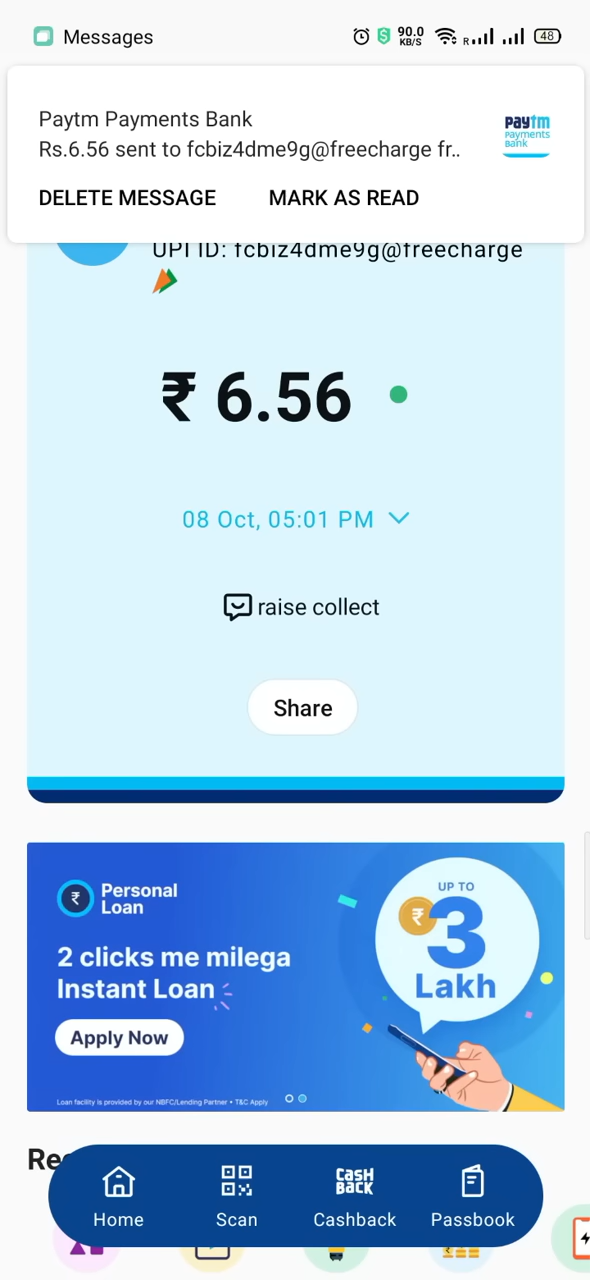 Messages
90.0
KB/S
R
48
Paytm Payments Bank
Rs.6.56 sent to fcbiz4dme9g@freecharge fr..
paytm
payments
bank
DELETE MESSAGE MARK AS READ
UPI ID: fcbiz4dme9g@freecharge
₹ 6.56
08 Oct, 05:01 PM
raise collect
Share
₹
Personal
Loan
2 clicks me milega
Instant Loan
Apply Now
Loan facility is provided by our NBFC/Lending Partner • T&C Apply
UP TO
₹
3
Lakh
Home
Scan
CASH
BACK
Cashback
Passbook